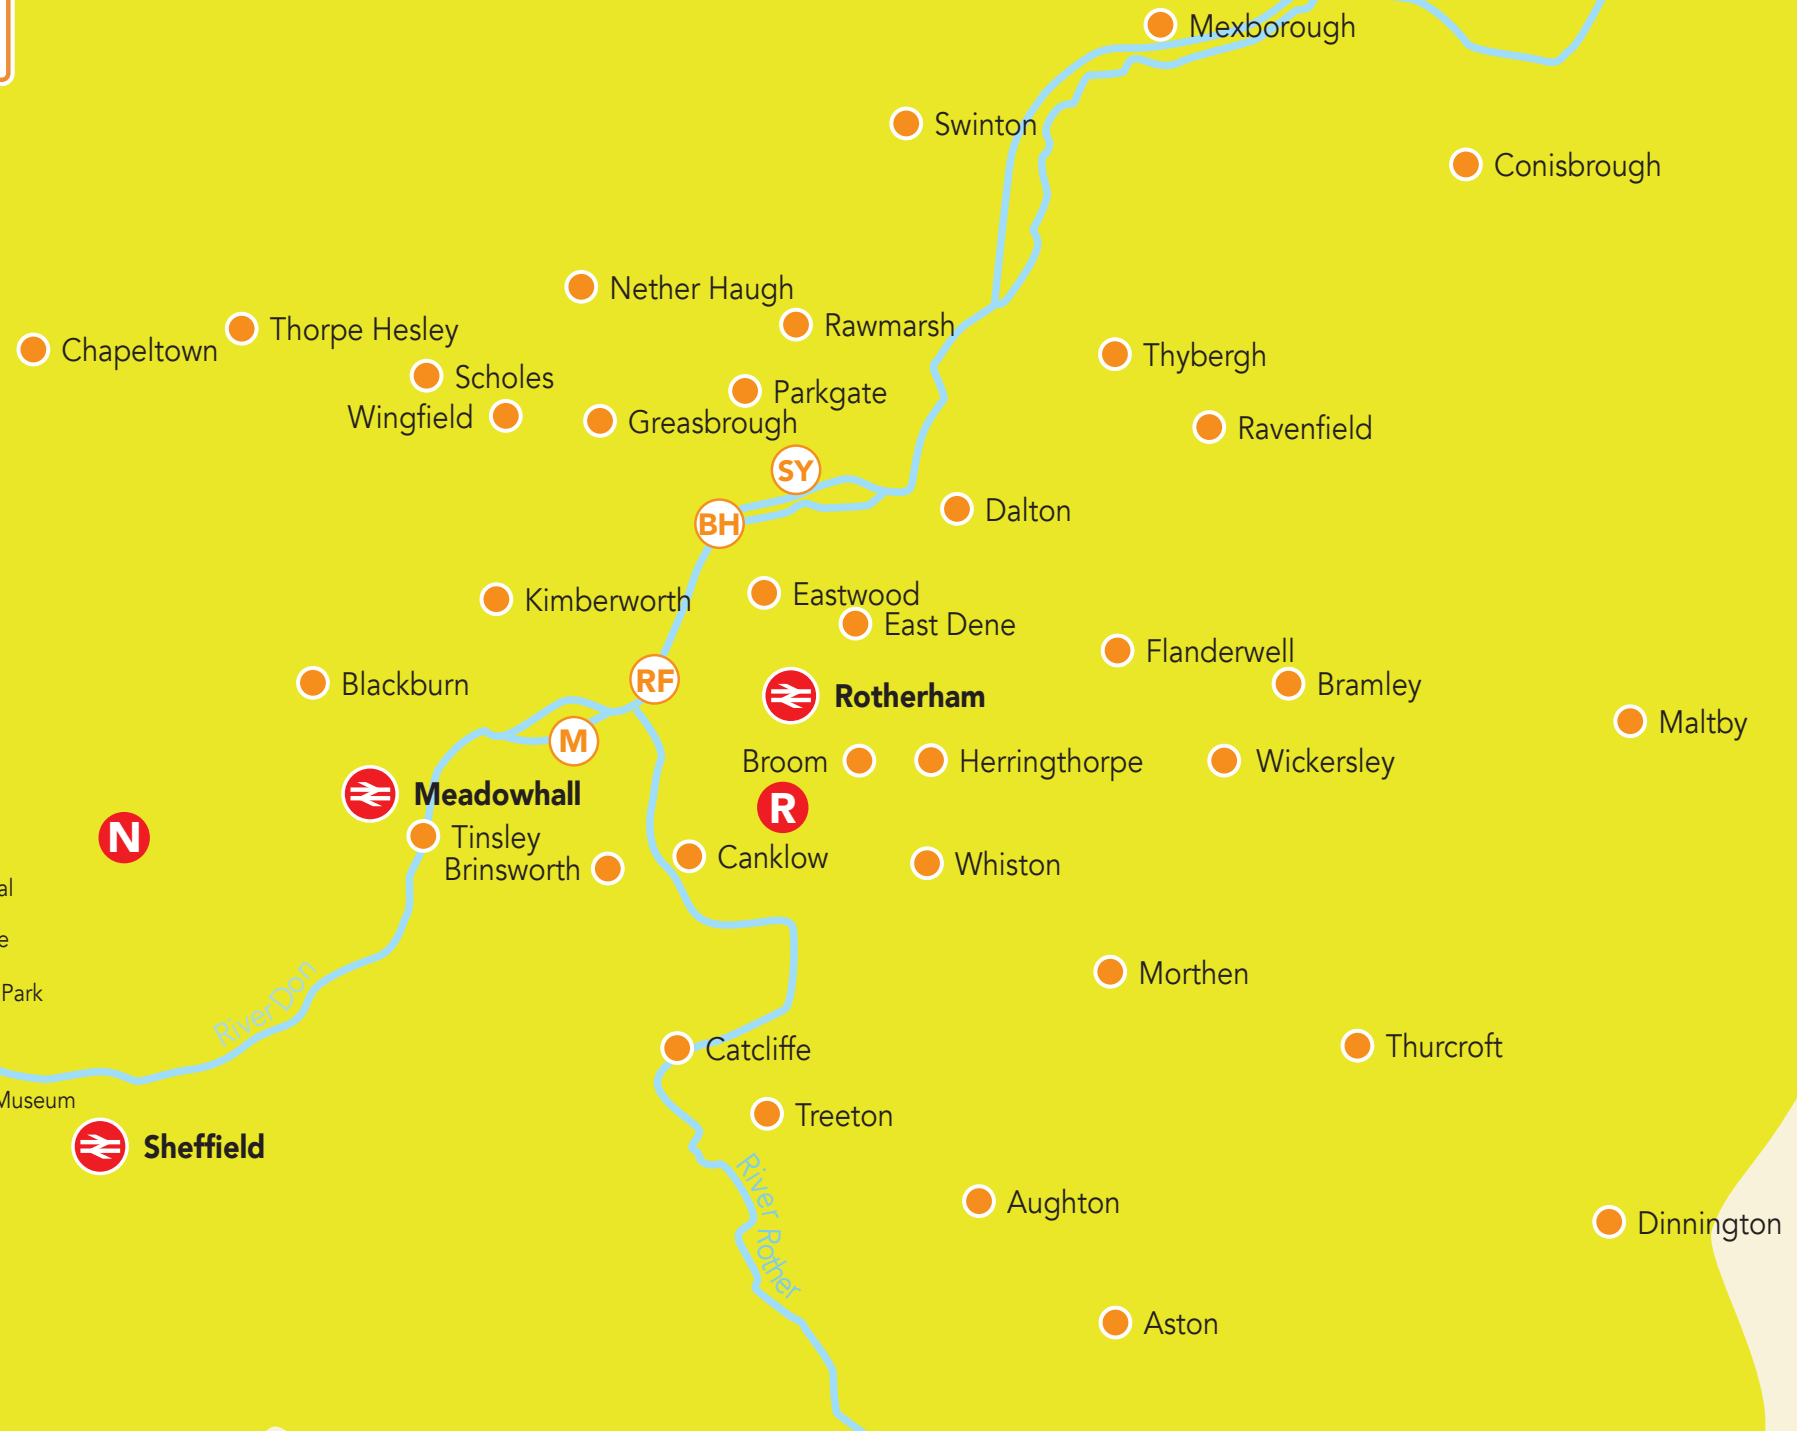 Mexborough
Swinton
Conisbrough
Nether Haugh
Rawmarsh
Thorpe Hesley
Chapeltown
Thybergh
Scholes
Parkgate
Wingfield
Greasbrough
Ravenfield
SY
Dalton
BH
Eastwood
Kimberworth
East Dene
Flanderwell
RF
Blackburn
Bramley
Rotherham
Maltby
M
Broom
Herringthorpe
Wickersley
Meadowhall
R
N
Tinsley
Canklow
Whiston
Brinsworth
al
e
Morthen
Park
River Don
Catcliffe
Thurcroft
Museum
Treeton
Sheffield
River Rother
Aughton
Dinnington
Aston